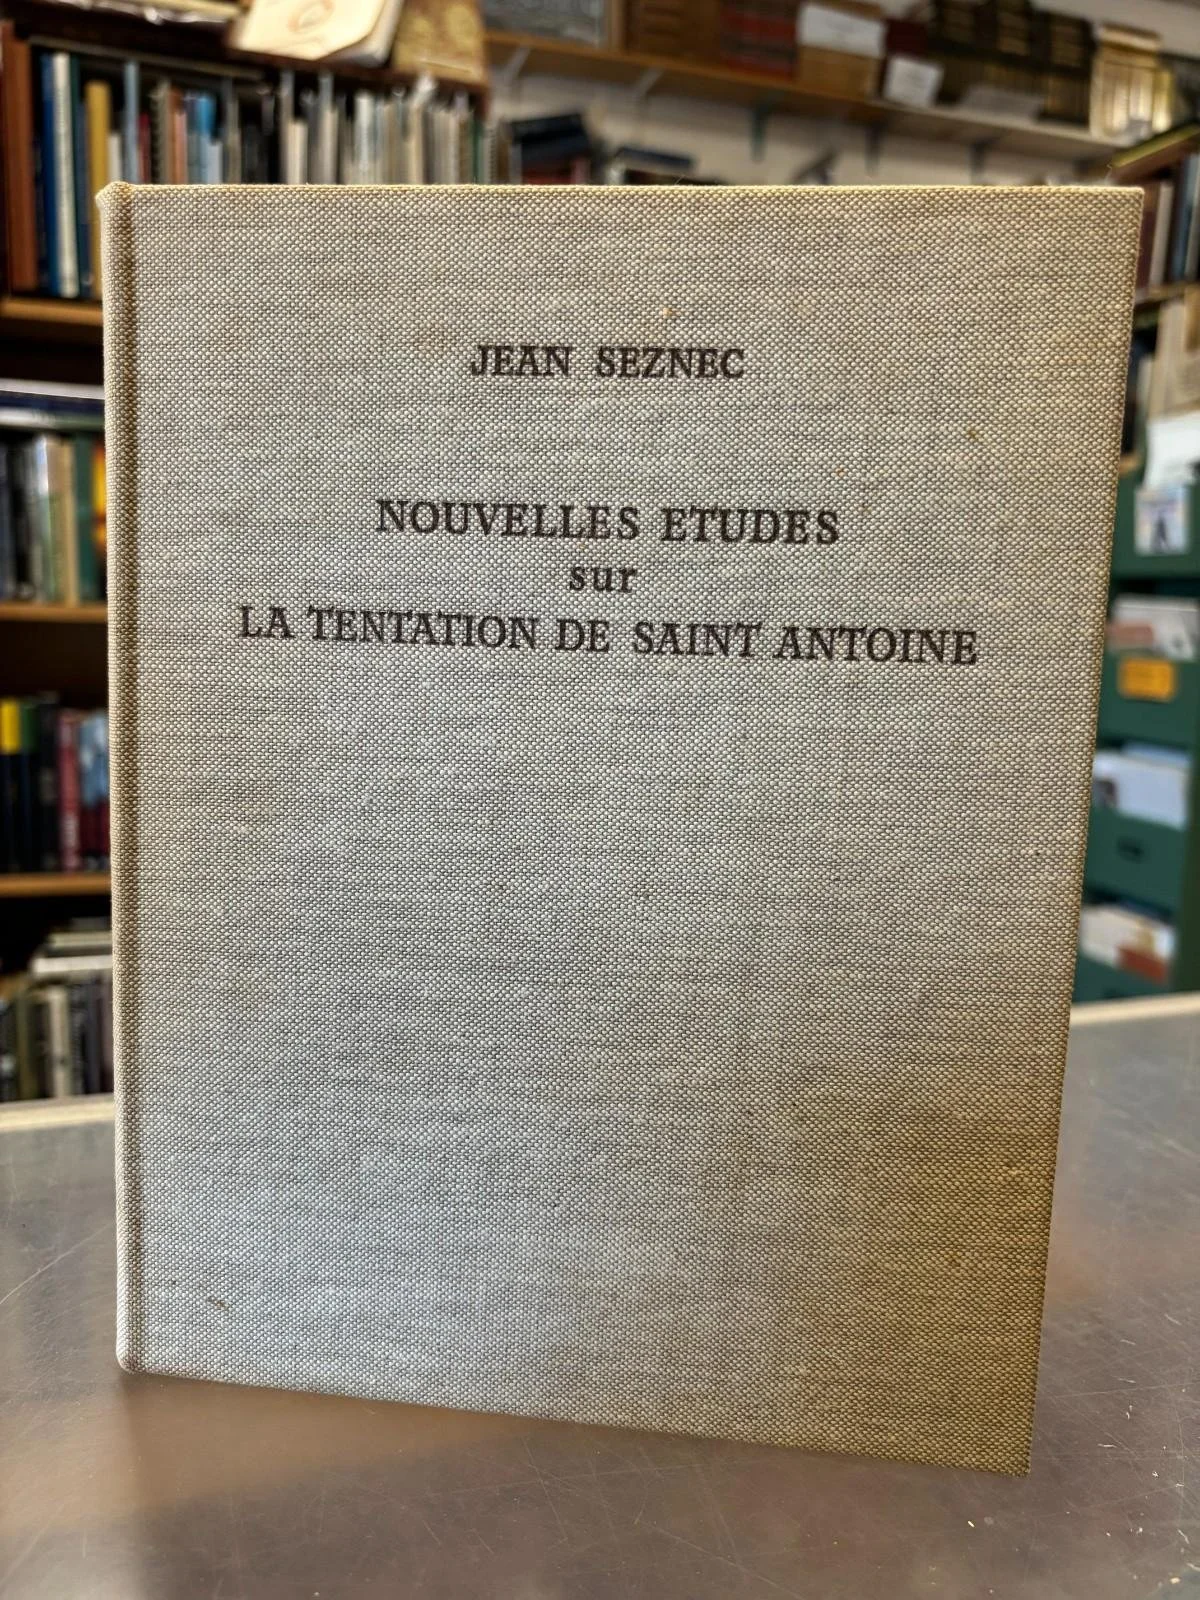 JEAN SEZNEC
NOUVELLES ETUDES
sur
LA TENTATION DE SAINT ANTOINE